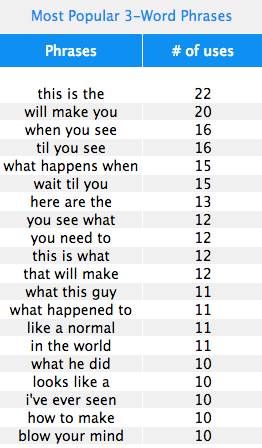 Most Popular 3-Word Phrases
Phrases # of uses
this is the 22
will make you 20
when you see 16
til you see 16
what happens when 15
wait til you 15
here are the 13
you see what 12
you need to 12
this is what 12
that will make 12
what this guy 11
what happened to 11
like a normal 11
in the world 11
what he did 10
looks like a 10
i've ever seen 10
how to make 10
blow your mind 10